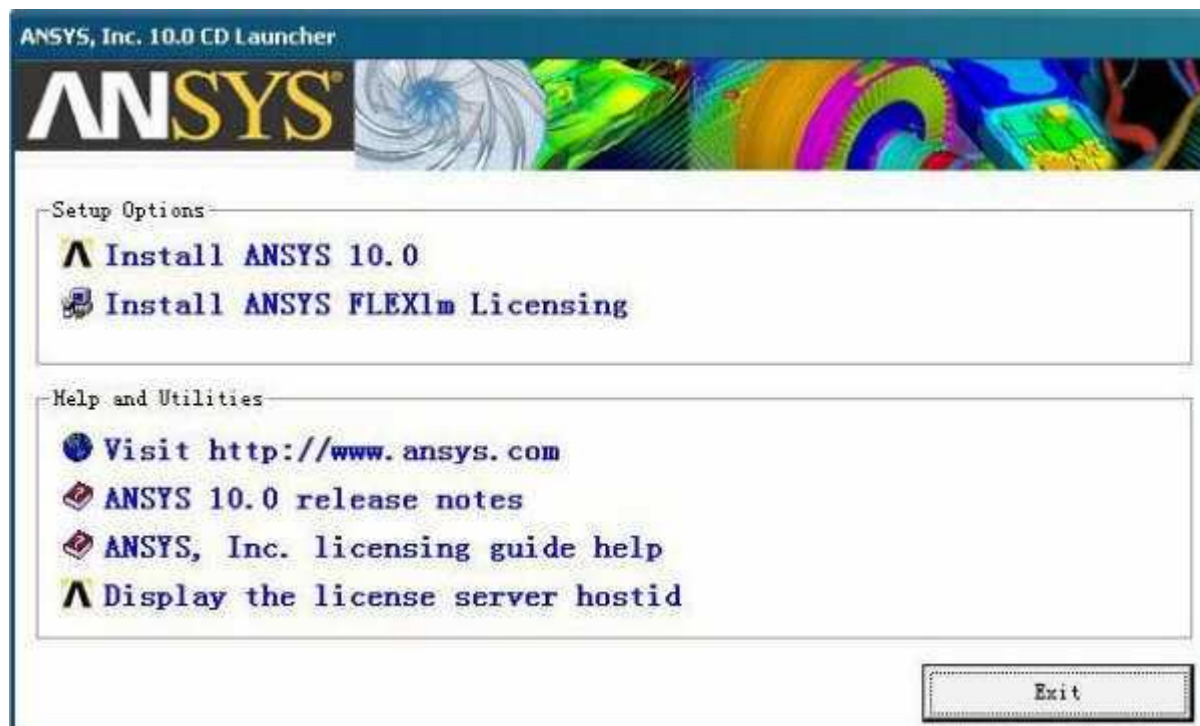 ANSYS, Inc. 10.0 CD Launcher
ANSYS®
Setup Options
Install ANSYS 10.0
Install ANSYS FLEXlm Licensing
Help and Utilities
Visit http://www.ansys.com
ANSYS 10.0 release notes
ANSYS, Inc. licensing guide help
Display the license server hostid
Exit